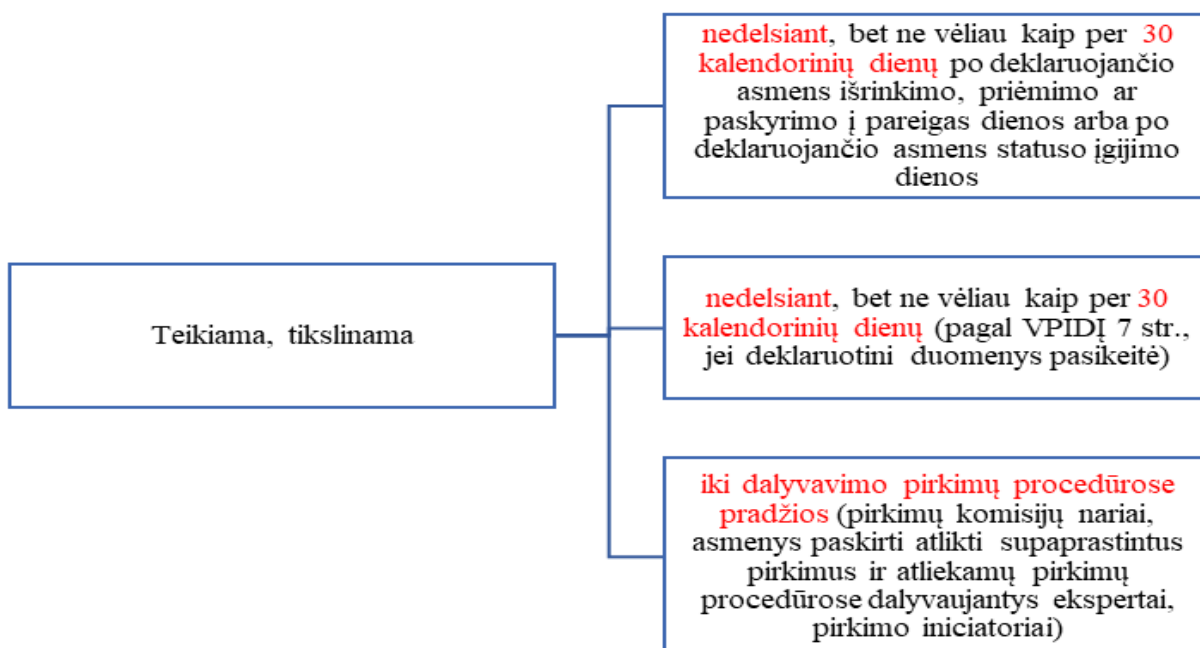 Teikiama, tikslinama
nedelsiant, bet ne vėliau kaip per 30
kalendorinių dienų po deklaruojančio
asmens išrinkimo, priėmimo ar
paskyrimo į pareigas dienos arba po
deklaruojančio asmens statuso įgijimo
dienos
nedelsiant, bet ne vėliau kaip per 30
kalendorinių dienų (pagal VPIDĮ 7 str.,
jei deklaruotini duomenys pasikeitė)
iki dalyvavimo pirkimų procedūrose
pradžios (pirkimų komisijų nariai,
asmenys paskirti atlikti supaprastintus
pirkimus ir atliekamų pirkimų
procedūrose dalyvaujantys ekspertai,
pirkimo iniciatoriai)